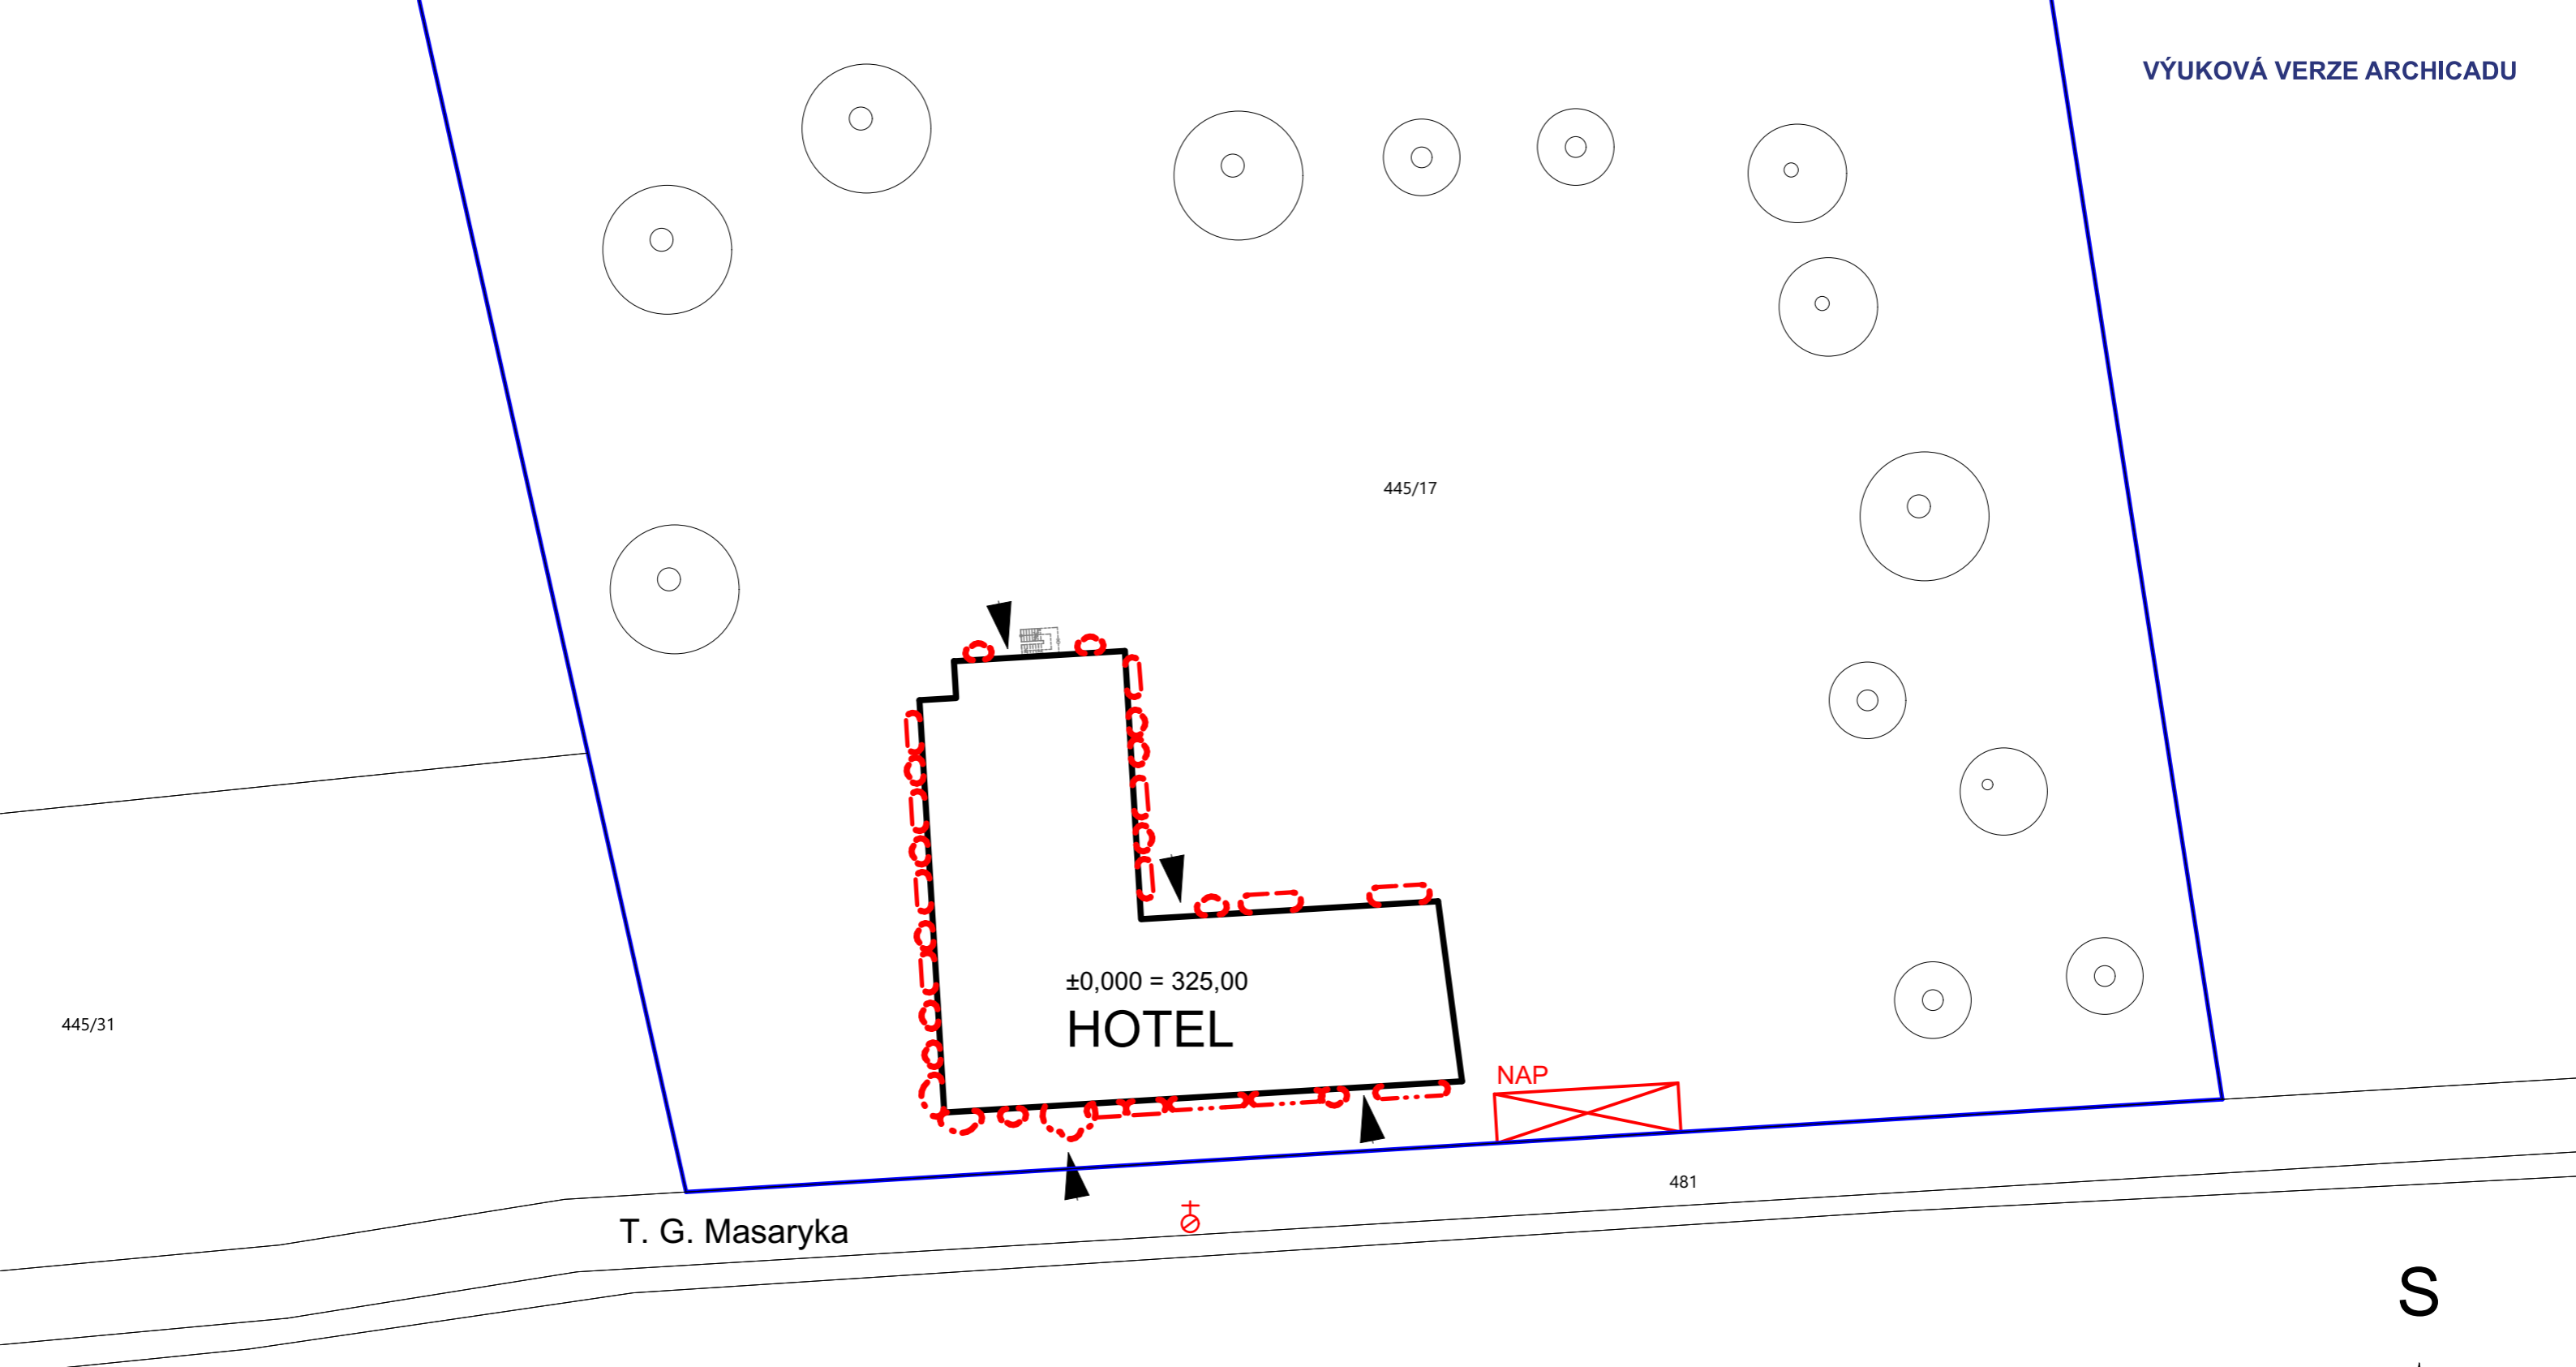 VÝUKOVÁ VERZE ARCHICADU
445/17
±0,000 = 325,00
HOTEL
445/31
NAP
481
T. G. Masaryka
S